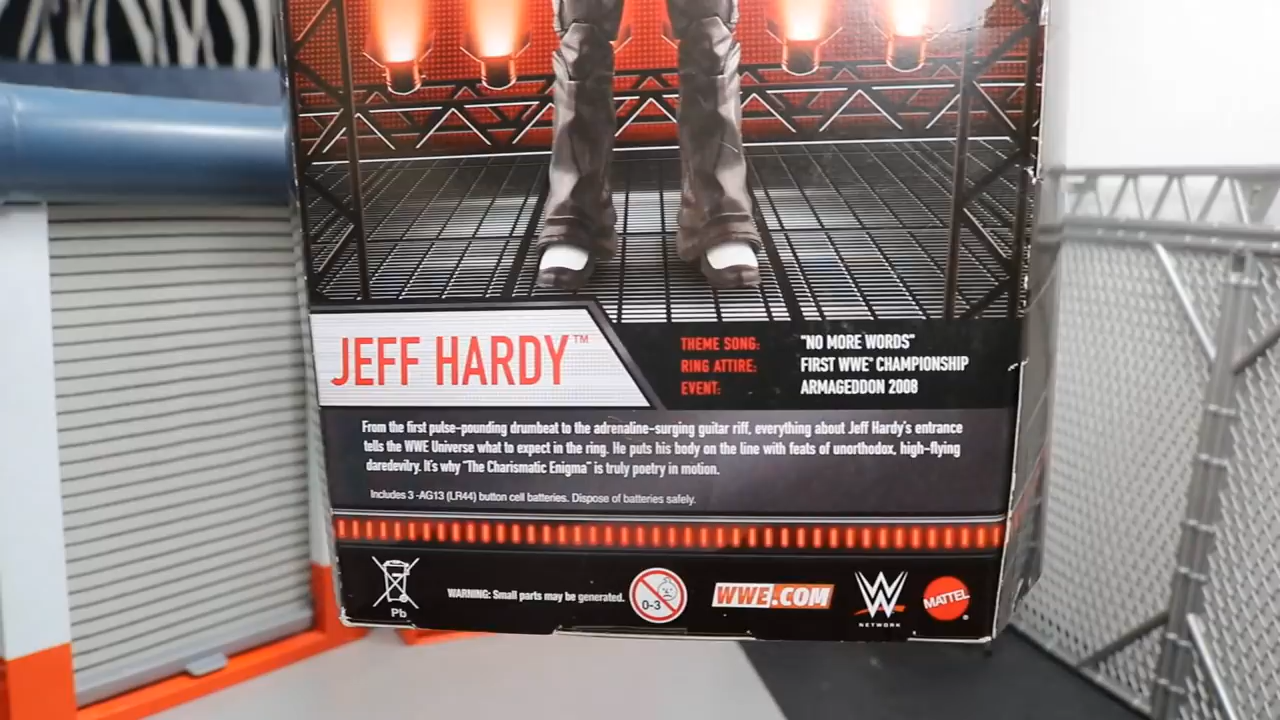 JEFF HARDY™
THEME SONG: "NO MORE WORDS"
RING ATTIRE: FIRST WWE® CHAMPIONSHIP
EVENT: ARMAGEDDON 2008
From the first pulse-pounding drumbeat to the adrenaline-surging guitar riff, everything about Jeff Hardy's entrance
tells the WWE Universe what to expect in the ring. He puts his body on the line with feats of unorthodox, high-flying
daredevilry. It's why "The Charismatic Enigma" is truly poetry in motion.
Includes 3 -AG13 (LR44) button cell batteries. Dispose of batteries safely.
Pb
WARNING: Small parts may be generated.
0-3
WWE.COM
W
NETWORK
MATTEL®